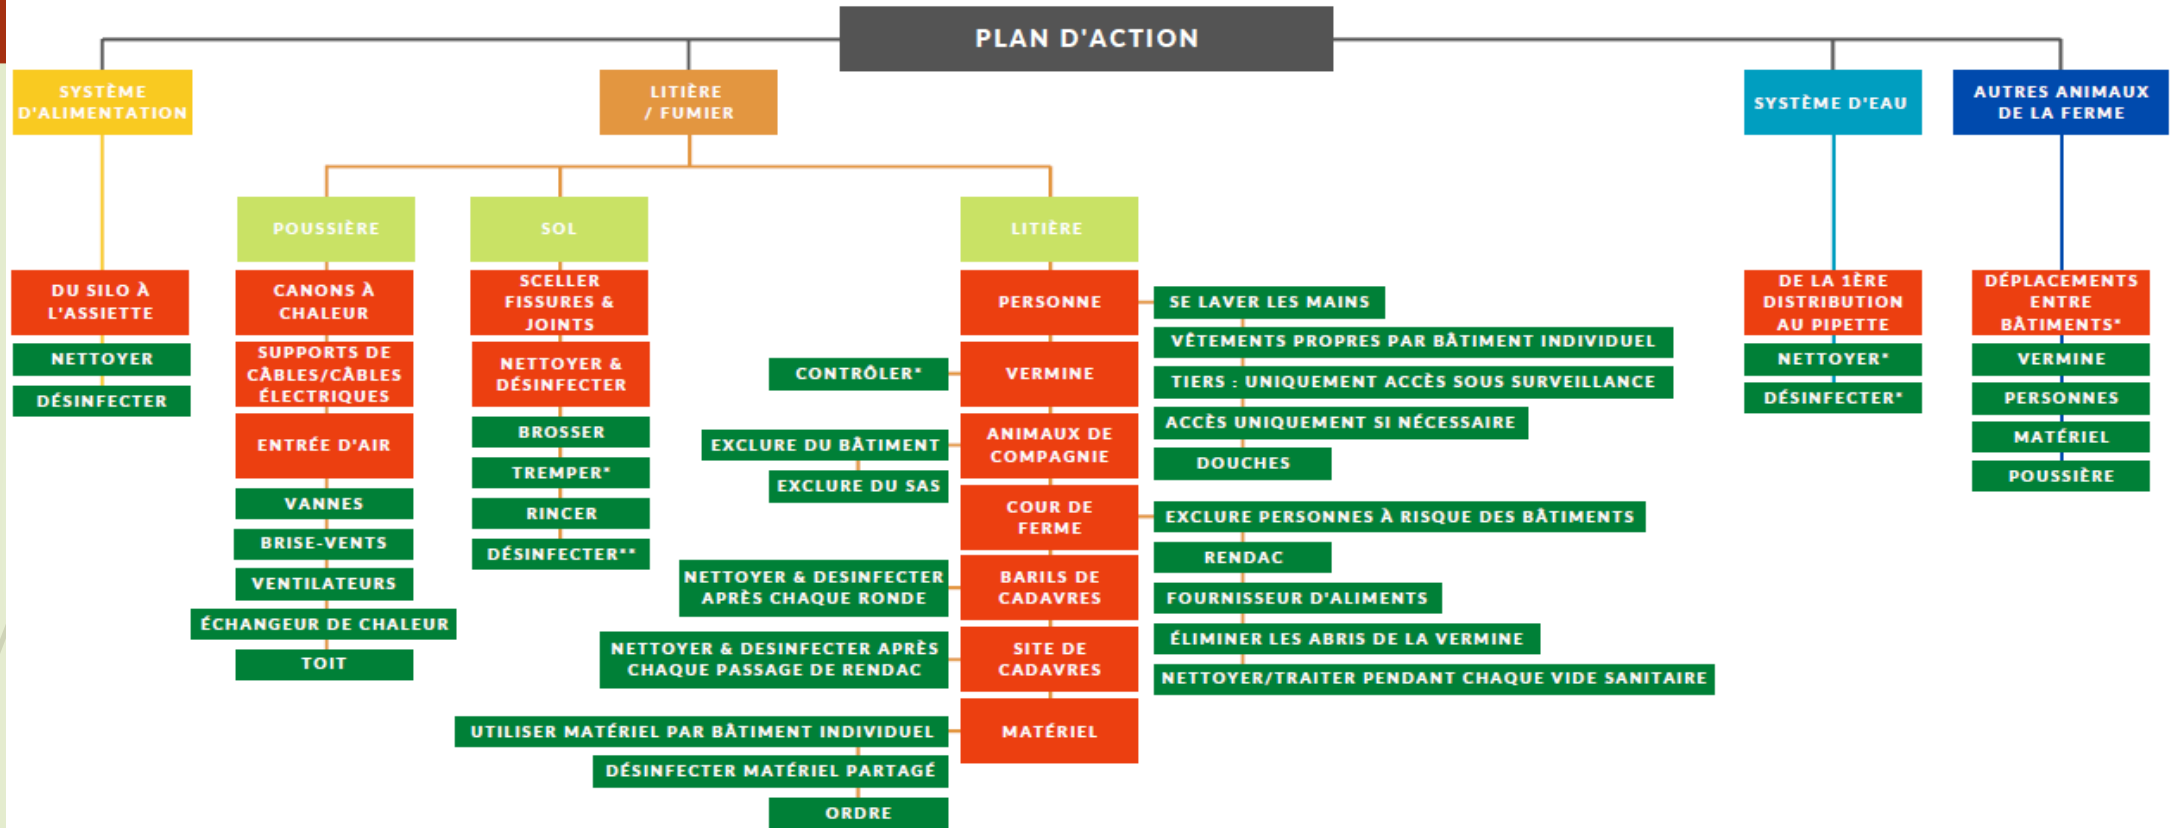 PLAN D'ACTION
SYSTÈME
D'ALIMENTATION
LITIÈRE
/ FUMIER
SYSTÈME D'EAU
AUTRES ANIMAUX
DE LA FERME
POUSSIÈRE
SOL
LITIÈRE
DU SILO À
L'ASSIETTE
NETTOYER
DÉSINFECTER
CANONS À
CHALEUR
SUPPORTS DE
CÂBLES/CÂBLES
ÉLECTRIQUES
ENTRÉE D'AIR
VANNES
BRISE-VENTS
VENTILATEURS
ÉCHANGEUR DE CHALEUR
TOIT
SCELLER
FISSURES &
JOINTS
NETTOYER &
DÉSINFECTER
BROSSER
TREMPER*
RINCER
DÉSINFECTER**
PERSONNE
SE LAVER LES MAINS
VÊTEMENTS PROPRES PAR BÂTIMENT INDIVIDUEL
TIERS : UNIQUEMENT ACCÈS SOUS SURVEILLANCE
ACCÈS UNIQUEMENT SI NÉCESSAIRE
DOUCHES
CONTRÔLER*
VERMINE
EXCLURE DU BÂTIMENT
EXCLURE DU SAS
ANIMAUX DE
COMPAGNIE
COUR DE
FERME
EXCLURE PERSONNES À RISQUE DES BÂTIMENTS
RENDAC
FOURNISSEUR D'ALIMENTS
ÉLIMINER LES ABRIS DE LA VERMINE
NETTOYER/TRAITER PENDANT CHAQUE VIDE SANITAIRE
NETTOYER & DESINFECTER
APRÈS CHAQUE RONDE
BARILS DE
CADAVRES
NETTOYER & DESINFECTER APRÈS
CHAQUE PASSAGE DE RENDAC
SITE DE
CADAVRES
UTILISER MATÉRIEL PAR BÂTIMENT INDIVIDUEL
DÉSINFECTER MATÉRIEL PARTAGÉ
ORDRE
MATÉRIEL
DE LA 1ÈRE
DISTRIBUTION
AU PIPETTE
NETTOYER*
DÉSINFECTER*
DÉPLACEMENTS
ENTRE
BÂTIMENTS*
VERMINE
PERSONNES
MATÉRIEL
POUSSIÈRE